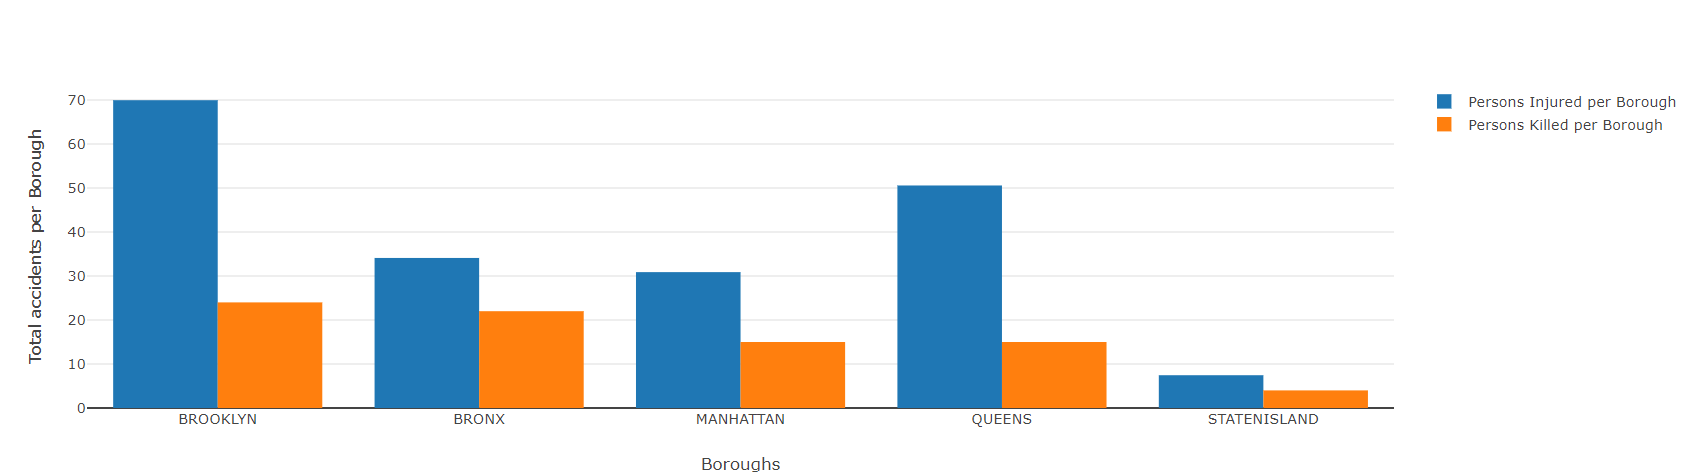 Persons Injured per Borough
Persons Killed per Borough
Total accidents per Borough
70
60
50
40
30
20
10
0
BROOKLYN BRONX MANHATTAN QUEENS STATENISLAND
Boroughs